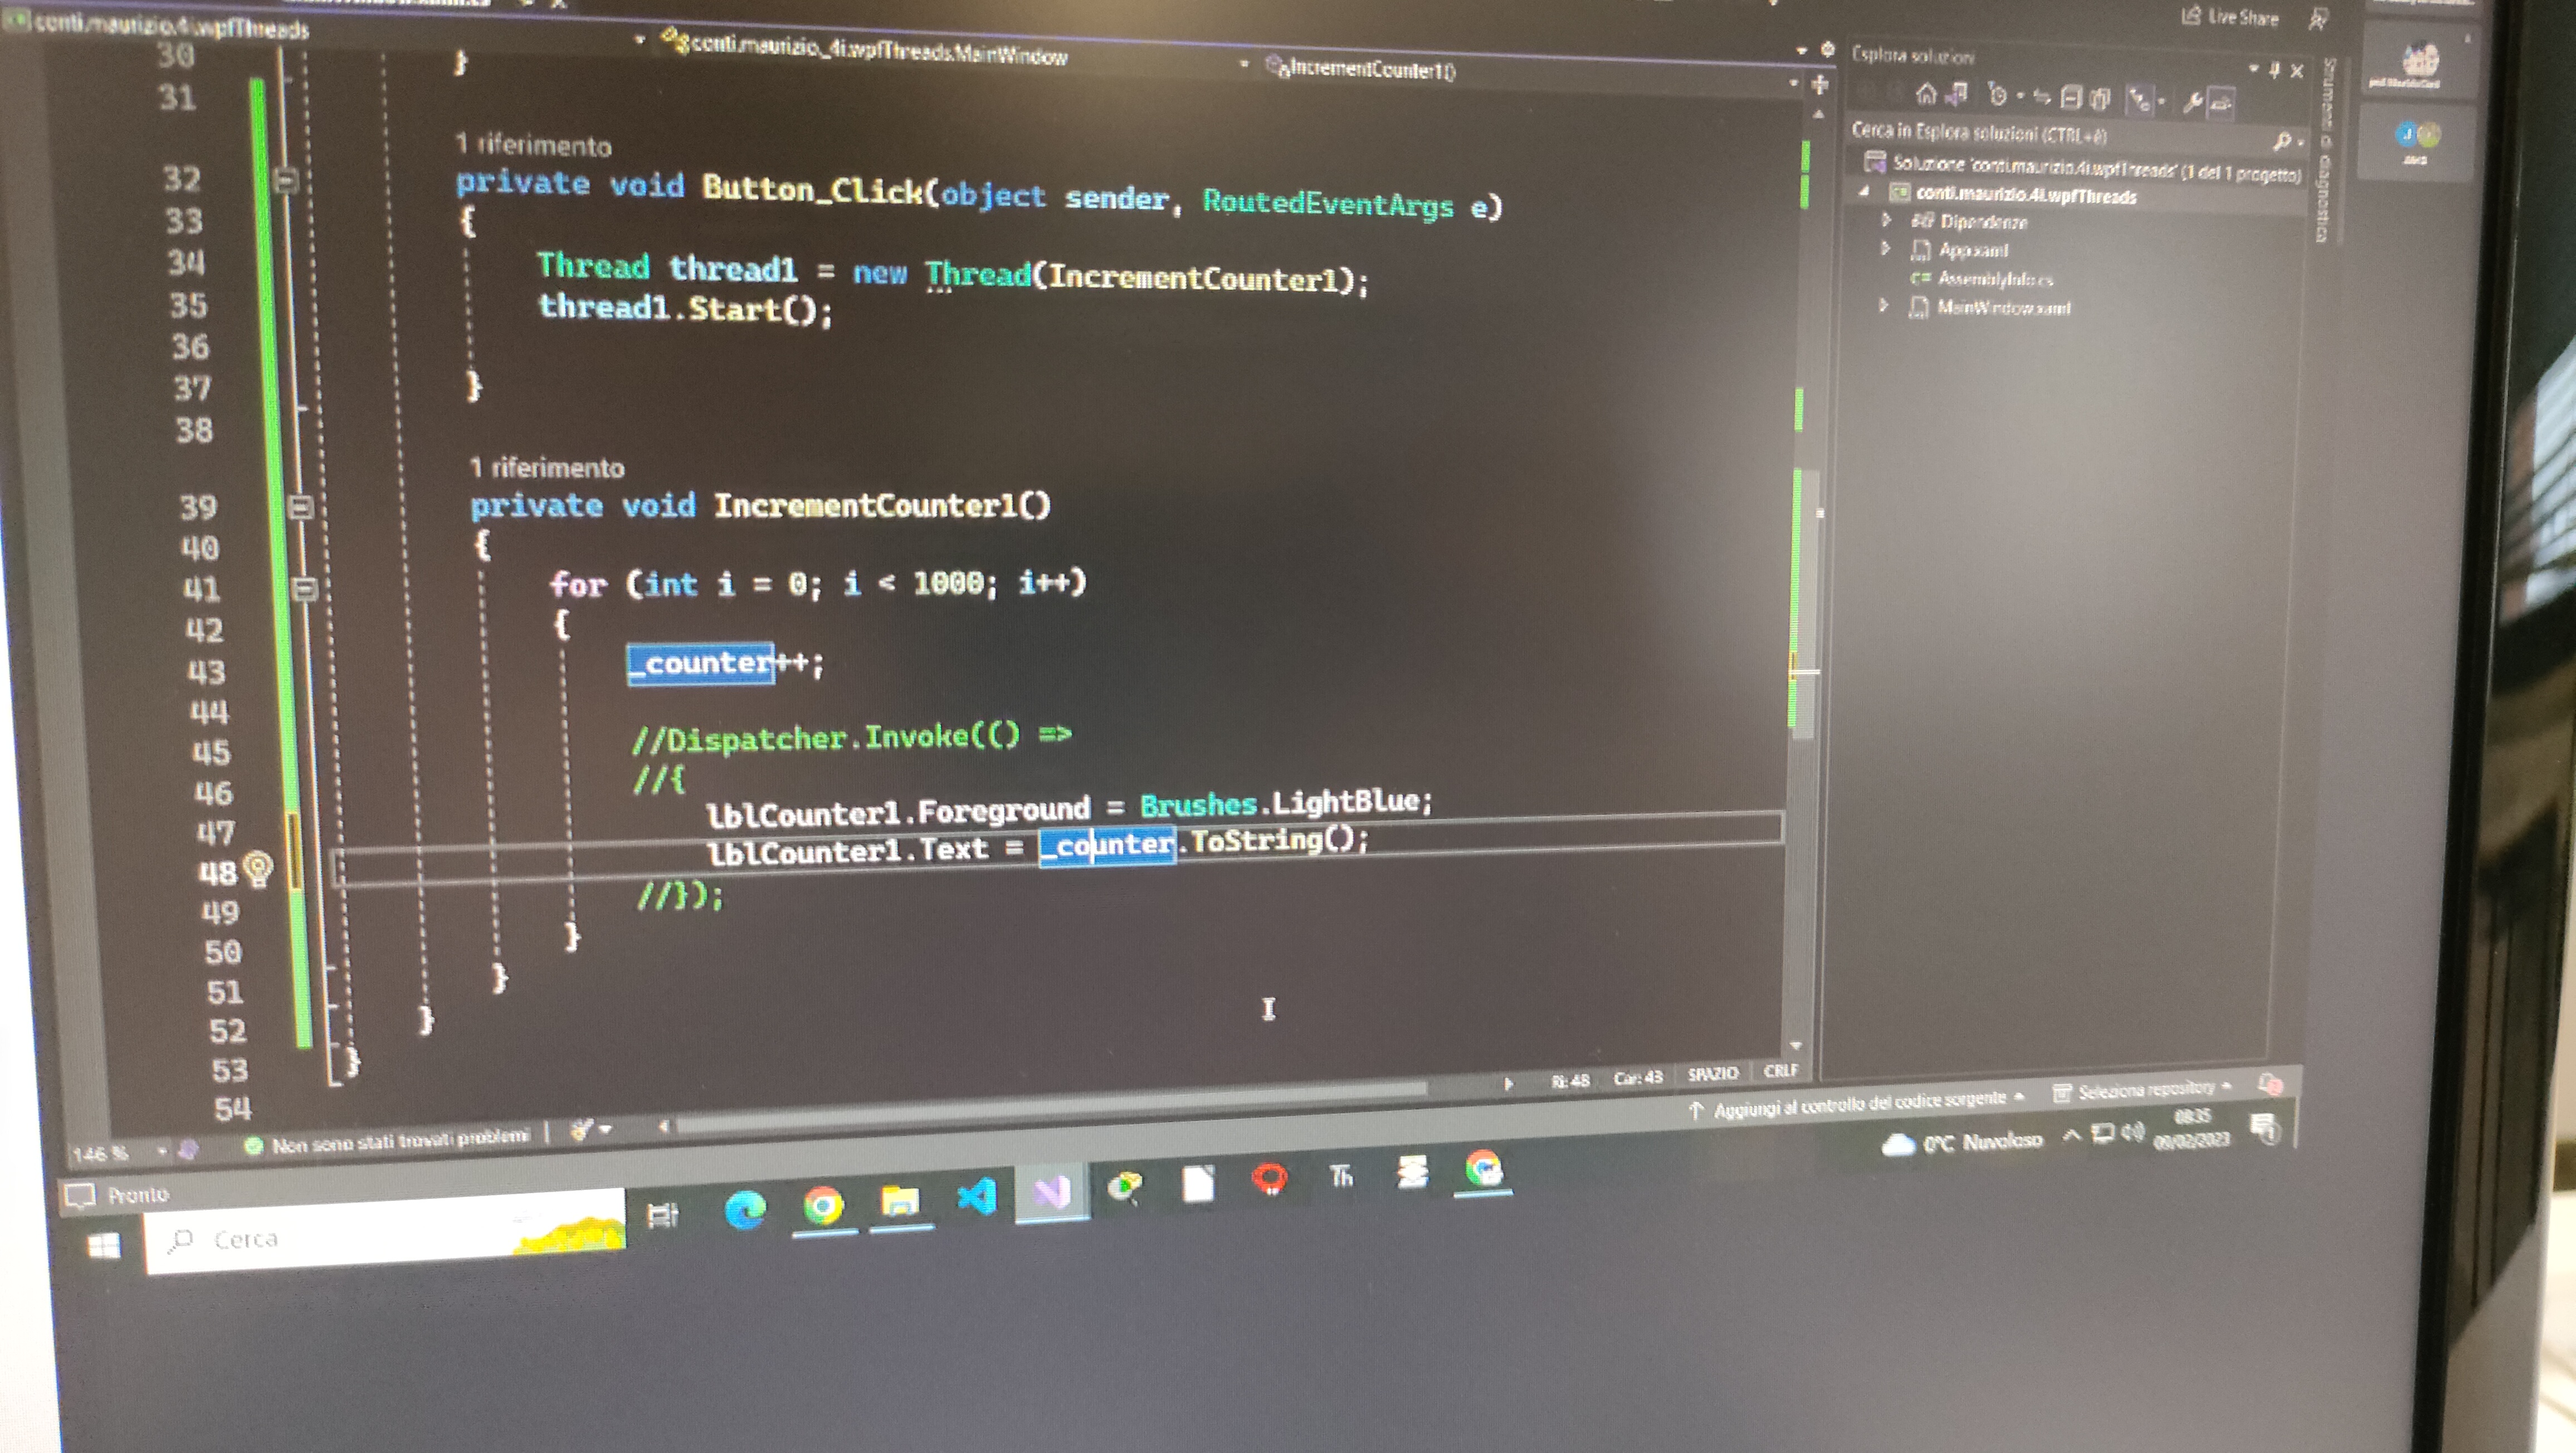 conti.maurizio.4i.wpfThreads
conti.maurizio._4i.wpfThreads.MainWindow
IncrementCounter1()
Live Share
30 }
31
1 riferimento
32 private void Button_Click(object sender, RoutedEventArgs e)
33 {
34 Thread thread1 = new Thread(IncrementCounter1);
35 thread1.Start();
36
37 }
38
1 riferimento
39 private void IncrementCounter1()
40 {
41 for (int i = 0; i < 1000; i++)
42 {
43 _counter++;
44
45 //Dispatcher.Invoke(() =>
46 //{
47 lblCounter1.Foreground = Brushes.LightBlue;
48 lblCounter1.Text = _counter.ToString();
49 //});
50 }
51 }
52 }
53 }
54
146 %
Non sono stati trovati problemi
Ri: 48 Car: 43 SPAZIO CRLF
Esplora soluzioni
Cerca in Esplora soluzioni (CTRL+è)
Soluzione 'conti.maurizio.4i.wpfThreads' (1 di 1 progetto)
conti.maurizio.4i.wpfThreads
Dipendenze
App.xaml
C# AssemblyInfo.cs
MainWindow.xaml
Strumenti di diagnostica
Pronto
Aggiungi al controllo del codice sorgente
Seleziona repository
Cerca
Th
0°C Nuvoloso
08:35
09/02/2023